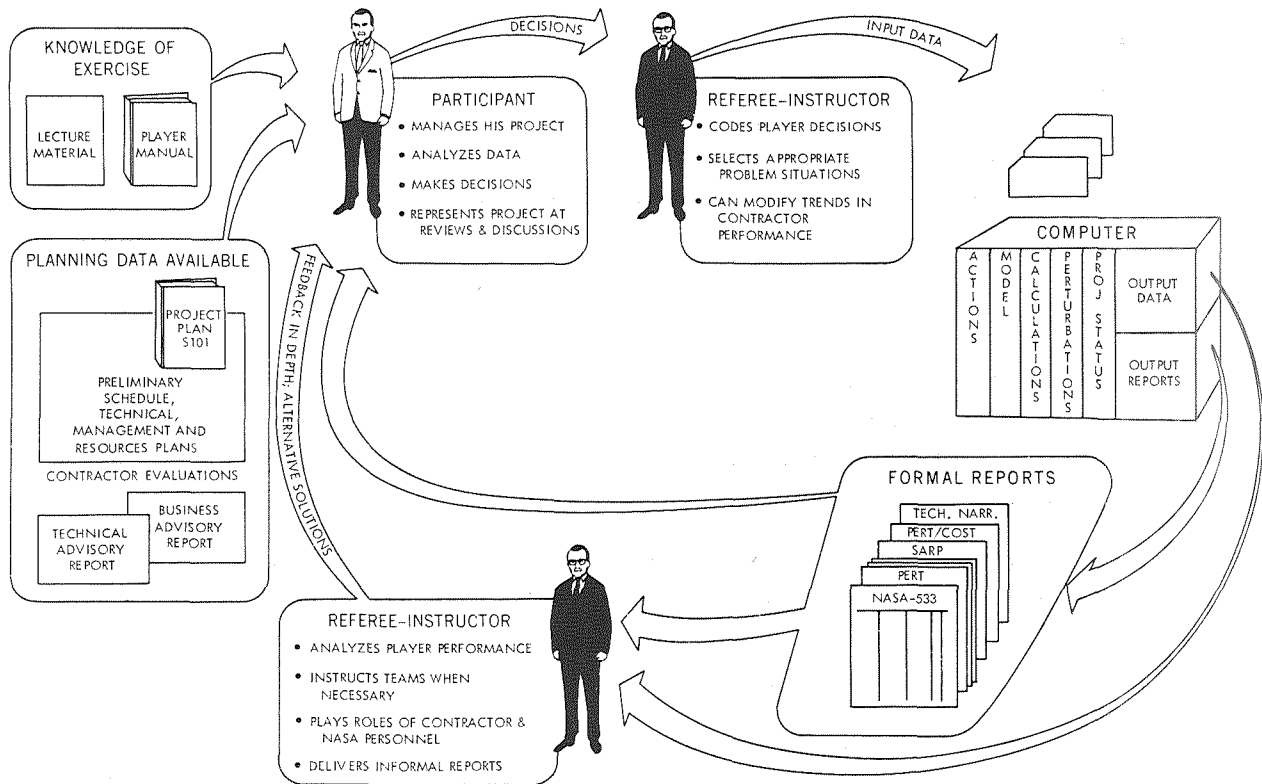 KNOWLEDGE OF
EXERCISE
LECTURE
MATERIAL
PLAYER
MANUAL
DECISIONS
INPUT DATA
PARTICIPANT
• MANAGES HIS PROJECT
• ANALYZES DATA
• MAKES DECISIONS
• REPRESENTS PROJECT AT
REVIEWS & DISCUSSIONS
REFEREE-INSTRUCTOR
• CODES PLAYER DECISIONS
• SELECTS APPROPRIATE
PROBLEM SITUATIONS
• CAN MODIFY TRENDS IN
CONTRACTOR
PERFORMANCE
PLANNING DATA AVAILABLE
PROJECT
PLAN
S101
PRELIMINARY
SCHEDULE,
TECHNICAL,
MANAGEMENT AND
RESOURCES PLANS
CONTRACTOR EVALUATIONS
BUSINESS
ADVISORY
REPORT
TECHNICAL
ADVISORY
REPORT
FEEDBACK IN DEPTH; ALTERNATIVE SOLUTIONS
COMPUTER
ACTIONS
MODEL
CALCULATIONS
PERTURBATIONS
PROJ STATUS
OUTPUT
DATA
OUTPUT
REPORTS
FORMAL REPORTS
TECH. NARR.
PERT/COST
SARP
PERT
NASA-533
REFEREE-INSTRUCTOR
• ANALYZES PLAYER PERFORMANCE
• INSTRUCTS TEAMS WHEN
NECESSARY
• PLAYS ROLES OF CONTRACTOR &
NASA PERSONNEL
• DELIVERS INFORMAL REPORTS